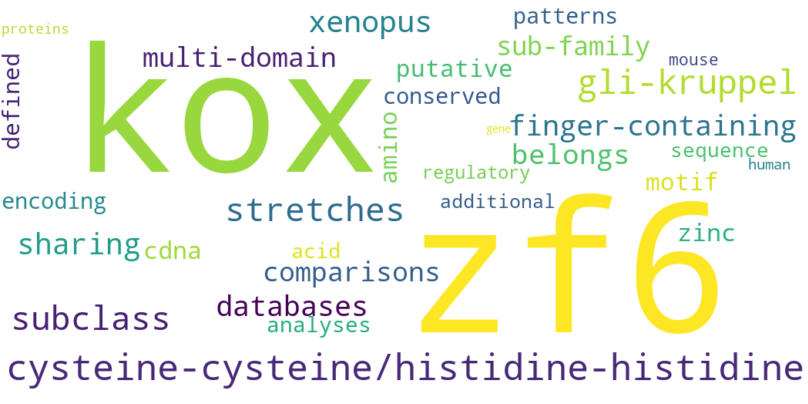 proteins
xenopus
patterns
kox
multi-domain
sub-family
mouse
defined
putative
gli-kruppel
conserved
amino
gene
finger-containing
belongs
sequence
human
regulatory
motif
encoding
stretches
additional
zf6
zinc
sharing
cdna
acid
comparisons
databases
subclass
analyses
cysteine-cysteine/histidine-histidine